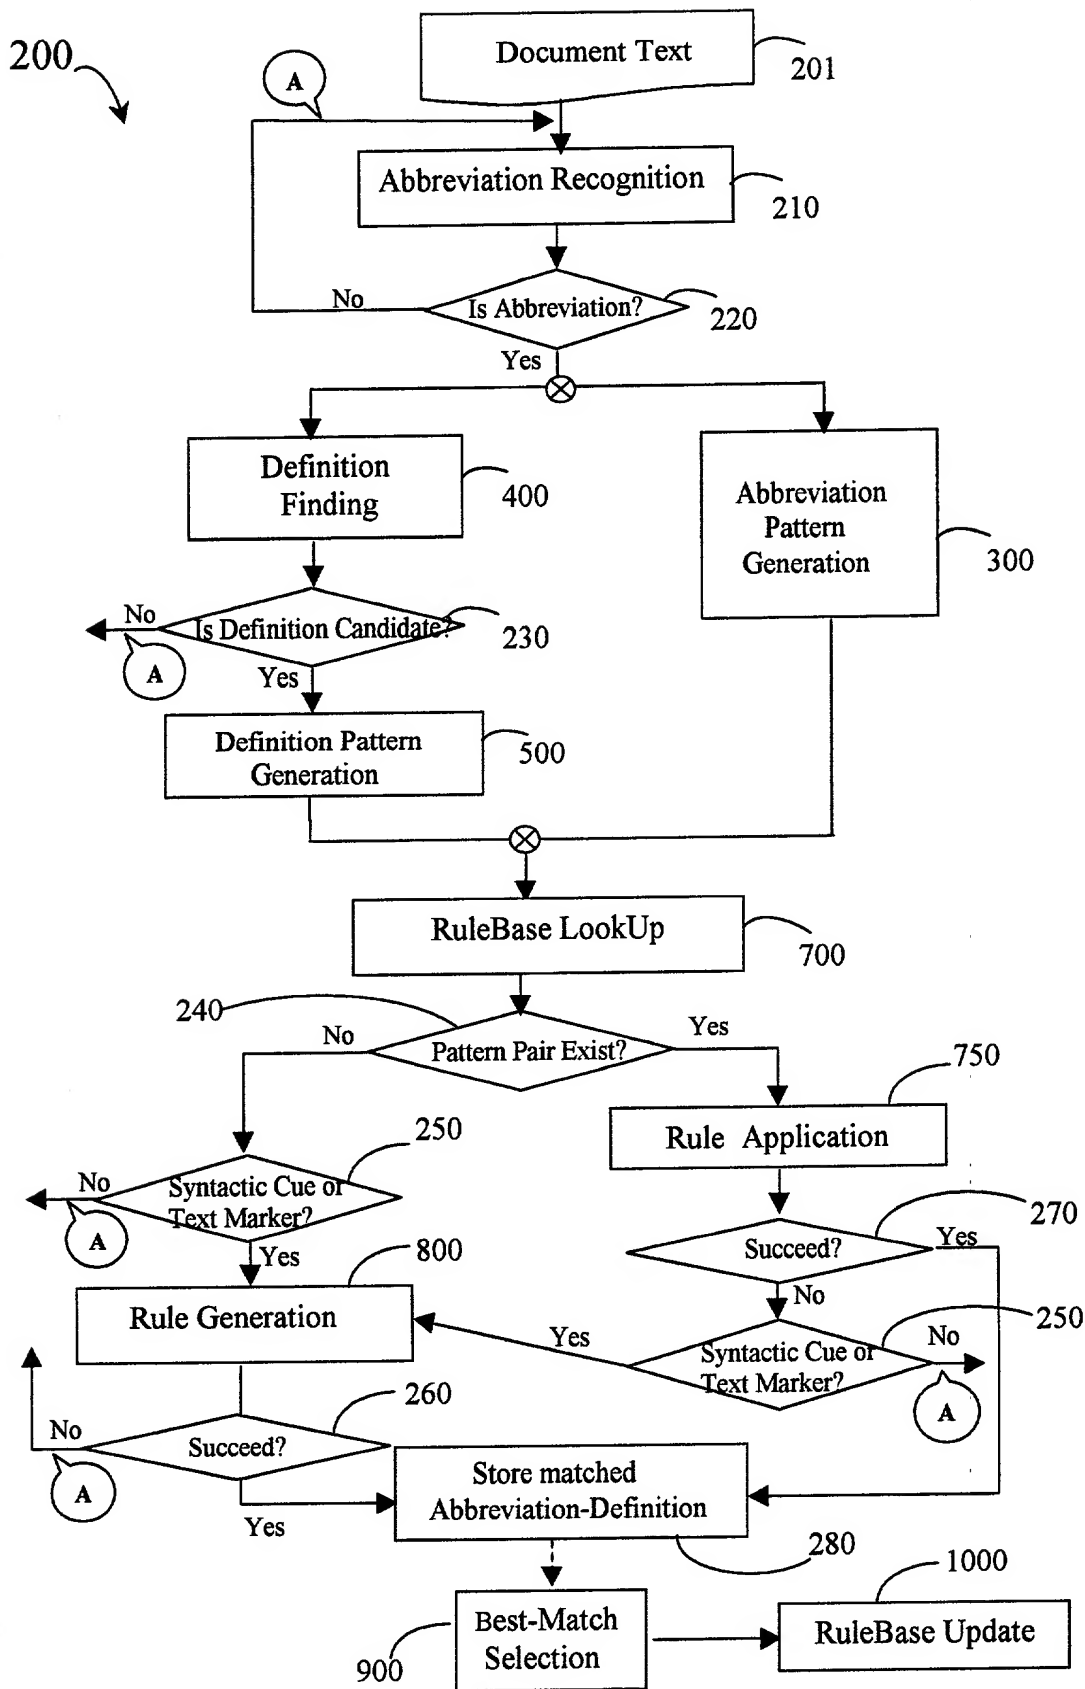 200
Document Text
201
A
Abbreviation Recognition
210
No
Is Abbreviation?
220
Yes
Definition
Finding
400
Abbreviation
Pattern
Generation
300
No
Is Definition Candidate?
230
A
Yes
Definition Pattern
Generation
500
RuleBase LookUp
700
240
No
Pattern Pair Exist?
Yes
750
Rule Application
250
No
Syntactic Cue or
Text Marker?
A
Yes
270
Succeed?
Yes
No
800
Rule Generation
Yes
Syntactic Cue or
Text Marker?
250
No
A
260
No
Succeed?
A
Yes
Store matched
Abbreviation-Definition
280
Best-Match
Selection
900
1000
RuleBase Update